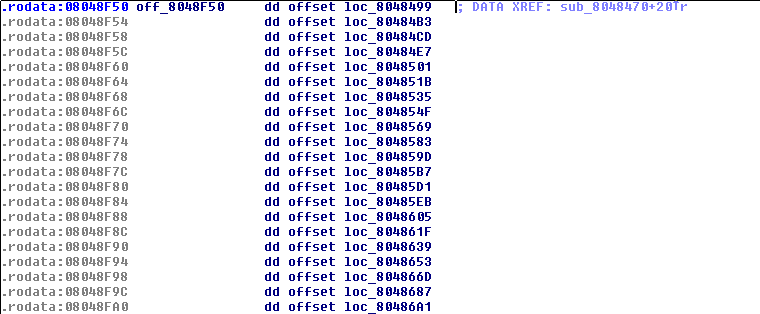 .rodata:08048F50 off_8048F50 dd offset loc_8048499 ; DATA XREF: sub_8048470+20↑r
.rodata:08048F54 dd offset loc_80484B3
.rodata:08048F58 dd offset loc_80484CD
.rodata:08048F5C dd offset loc_80484E7
.rodata:08048F60 dd offset loc_8048501
.rodata:08048F64 dd offset loc_804851B
.rodata:08048F68 dd offset loc_8048535
.rodata:08048F6C dd offset loc_804854F
.rodata:08048F70 dd offset loc_8048569
.rodata:08048F74 dd offset loc_8048583
.rodata:08048F78 dd offset loc_804859D
.rodata:08048F7C dd offset loc_80485B7
.rodata:08048F80 dd offset loc_80485D1
.rodata:08048F84 dd offset loc_80485EB
.rodata:08048F88 dd offset loc_8048605
.rodata:08048F8C dd offset loc_804861F
.rodata:08048F90 dd offset loc_8048639
.rodata:08048F94 dd offset loc_8048653
.rodata:08048F98 dd offset loc_804866D
.rodata:08048F9C dd offset loc_8048687
.rodata:08048FA0 dd offset loc_80486A1